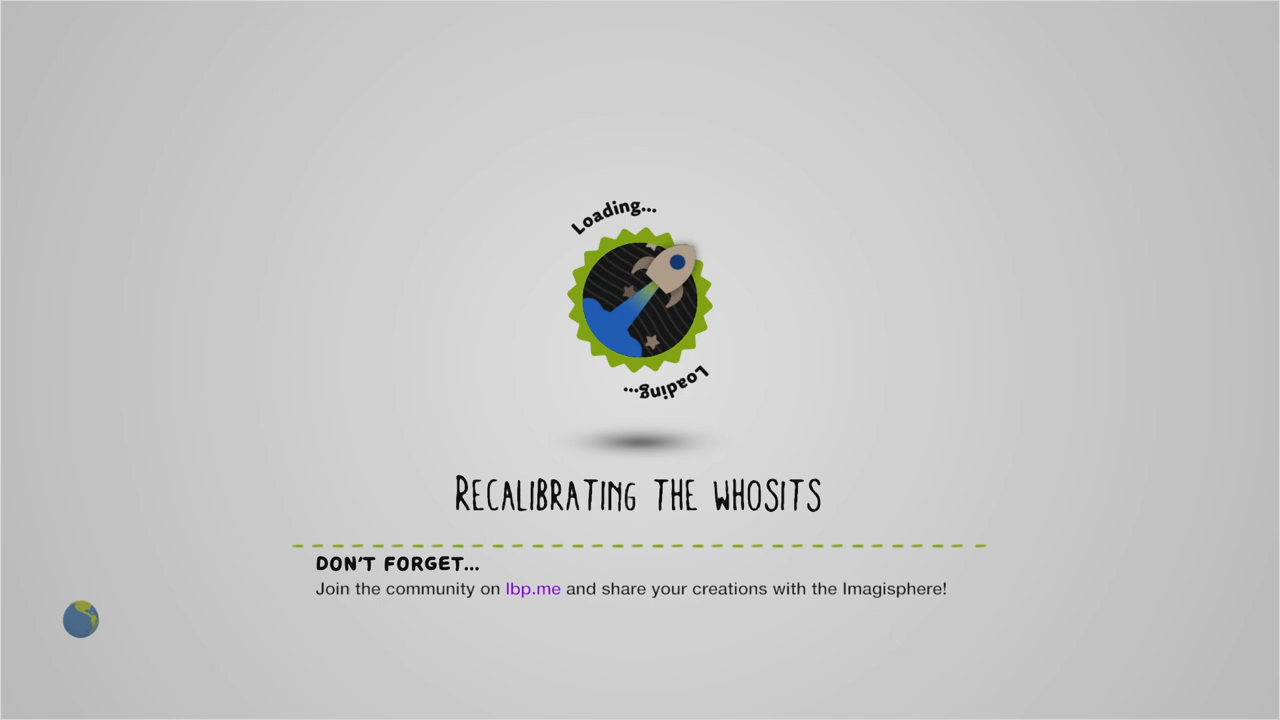 Loading...
Loading...
RECALIBRATING THE WHOSITS
DON'T FORGET...
Join the community on lbp.me and share your creations with the Imagisphere!